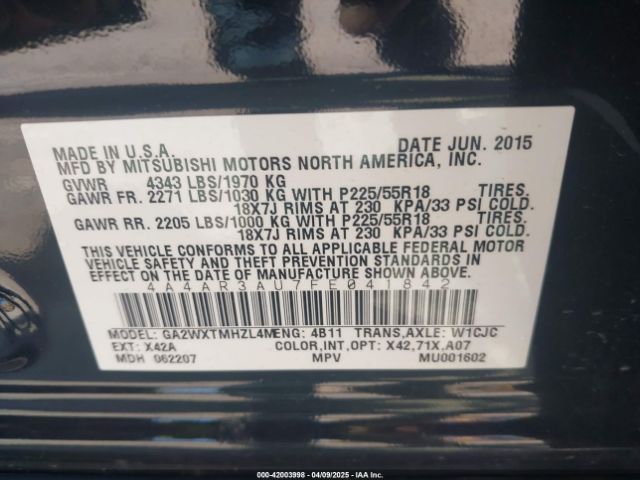 MADE IN U.S.A. DATE JUN. 2015
MFD BY MITSUBISHI MOTORS NORTH AMERICA, INC.
GVWR 4343 LBS/1970 KG
GAWR FR. 2271 LBS/1030 KG WITH P225/55R18 TIRES.
18X7J RIMS AT 230 KPA/33 PSI COLD.
GAWR RR. 2205 LBS/1000 KG WITH P225/55R18 TIRES.
18X7J RIMS AT 230 KPA/33 PSI COLD.
THIS VEHICLE CONFORMS TO ALL APPLICABLE FEDERAL MOTOR
VEHICLE SAFETY AND THEFT PREVENTION STANDARDS IN
EFFECT ON THE DATE OF MANUFACTURE SHOWN ABOVE.
4A4AR3AU7FE041842
MODEL: GA2WXTMHZL4M ENG: 4B11 TRANS,AXLE: W1CJC
EXT: X42A COLOR,INT,OPT: X42,71X,A07
MDH 062207 MPV MU001602
000-42003998 - 04/09/2025 - IAA Inc.